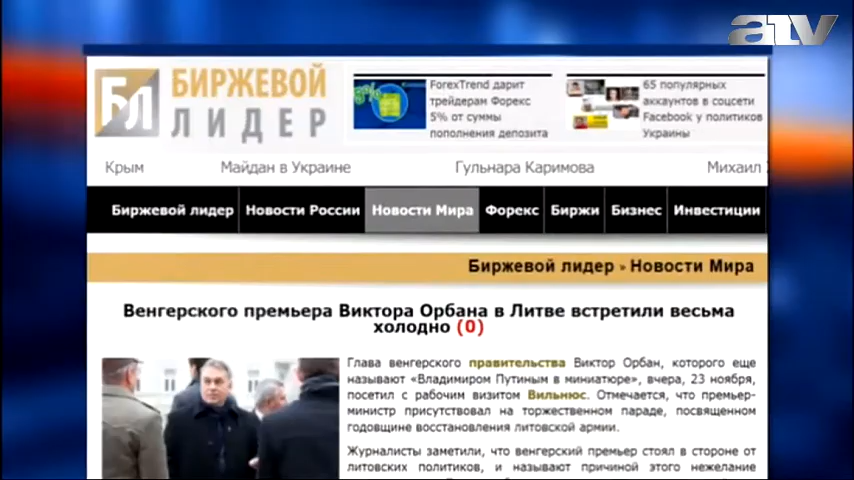 atv
БЛ
БИРЖЕВОЙ
ЛИДЕР
ForexTrend дарит
трейдерам Форекс
5% от суммы
пополнения депозита
65 популярных
аккаунтов в соцсети
Facebook у политиков
Украины
Крым Майдан в Украине Гульнара Каримова Михаил
Биржевой лидер Новости России Новости Мира Форекс Биржи Бизнес Инвестиции
Биржевой лидер » Новости Мира
Венгерского премьера Виктора Орбана в Литве встретили весьма
холодно (0)
Глава венгерского правительства Виктор Орбан, которого еще
называют «Владимиром Путиным в миниатюре», вчера, 23 ноября,
посетил с рабочим визитом Вильнюс. Отмечается, что премьер-
министр присутствовал на торжественном параде, посвященном
годовщине восстановления литовской армии.
Журналисты заметили, что венгерский премьер стоял в стороне от
литовских политиков, и называют причиной этого нежелание